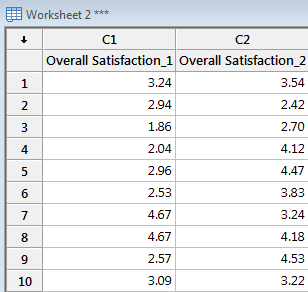 Worksheet 2 ***
↓ C1 C2
Overall Satisfaction_1 Overall Satisfaction_2
1 3.24 3.54
2 2.94 2.42
3 1.86 2.70
4 2.04 4.12
5 2.96 4.47
6 2.53 3.83
7 4.67 3.24
8 4.67 4.18
9 2.57 4.53
10 3.09 3.22